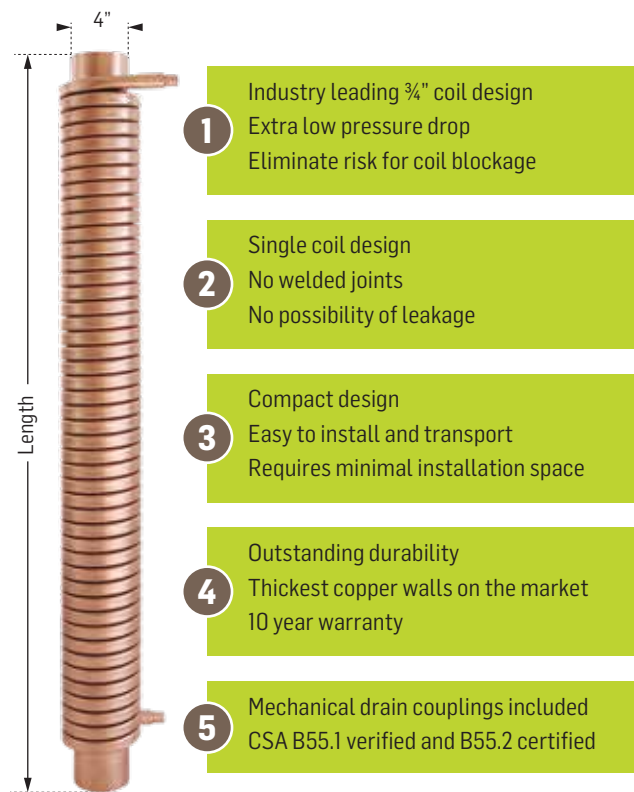 4"
Length
1
Industry leading ¾" coil design
Extra low pressure drop
Eliminate risk for coil blockage
2
Single coil design
No welded joints
No possibility of leakage
3
Compact design
Easy to install and transport
Requires minimal installation space
4
Outstanding durability
Thickest copper walls on the market
10 year warranty
5
Mechanical drain couplings included
CSA B55.1 verified and B55.2 certified